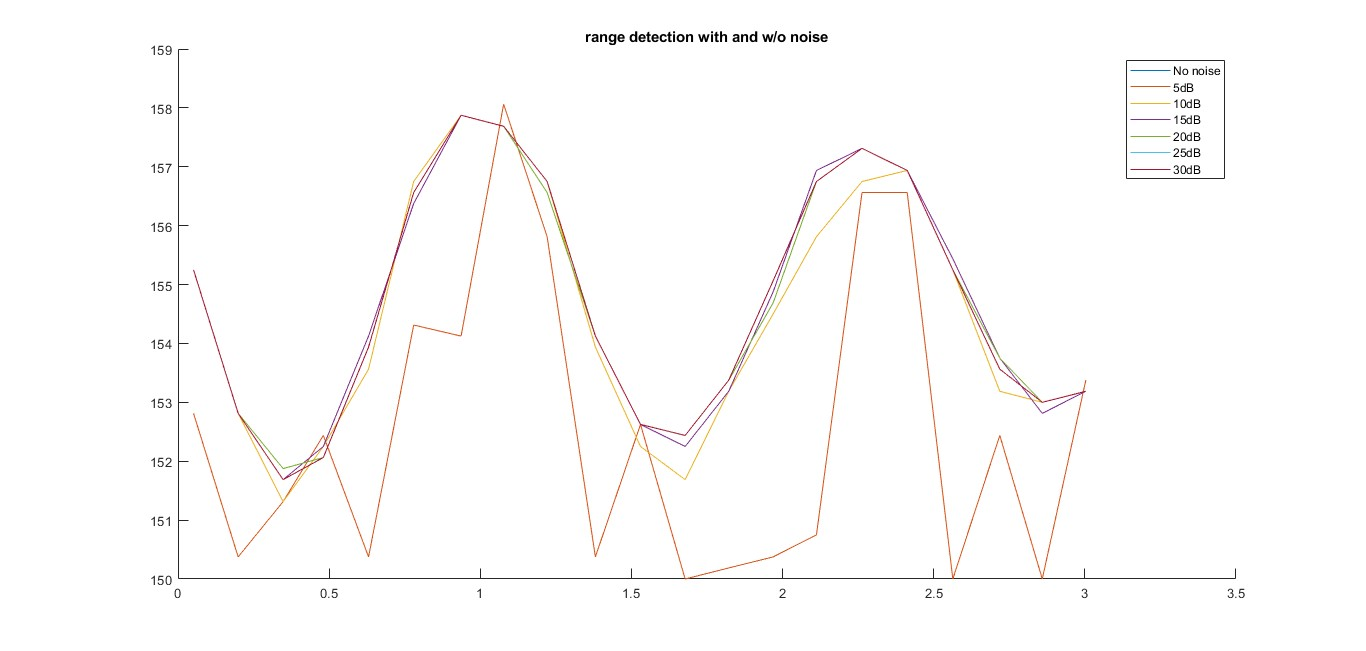 range detection with and w/o noise
159
158
157
156
155
154
153
152
151
150
0 0.5 1 1.5 2 2.5 3 3.5
No noise
5dB
10dB
15dB
20dB
25dB
30dB